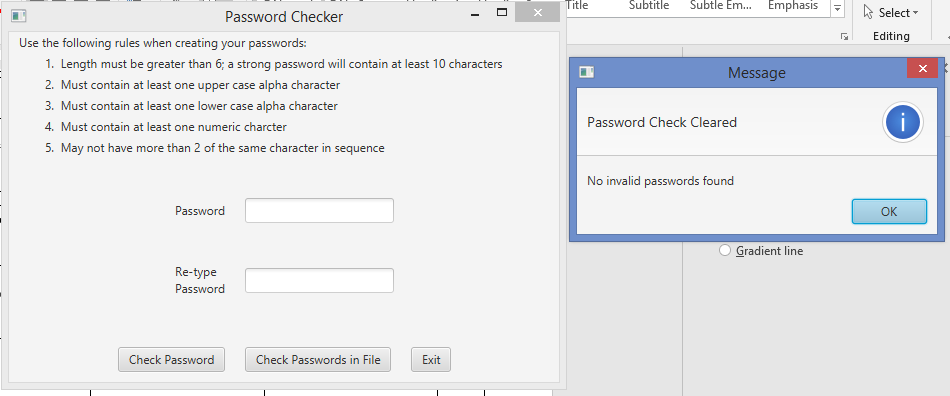 Password Checker
Use the following rules when creating your passwords:
1. Length must be greater than 6; a strong password will contain at least 10 characters
2. Must contain at least one upper case alpha character
3. Must contain at least one lower case alpha character
4. Must contain at least one numeric charcter
5. May not have more than 2 of the same character in sequence
Password
Re-type
Password
Check Password
Check Passwords in File
Exit
Title
Subtitle
Subtle Em...
Emphasis
Select
Editing
Message
Password Check Cleared
No invalid passwords found
OK
Gradient line